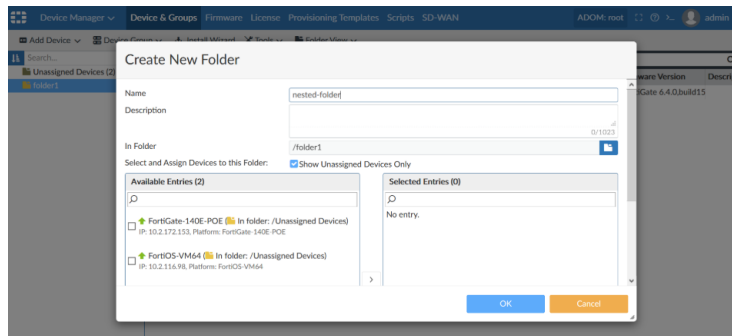 Device Manager Device & Groups Firmware License Provisioning Templates Scripts SD-WAN ADOM: root admin
Add Device Device Group Install Wizard Tools Folder View
Search...
Unassigned Devices (2)
folder1
Create New Folder
Name nested-folder
Description
0/1023
In Folder /folder1
Select and Assign Devices to this Folder: Show Unassigned Devices Only
Available Entries (2) Selected Entries (0)
No entry.
FortiGate-140E-POE ( In folder: /Unassigned Devices)
IP: 10.2.172.153, Platform: FortiGate-140E-POE
FortiOS-VM64 ( In folder: /Unassigned Devices)
IP: 10.2.116.98, Platform: FortiOS-VM64
OK Cancel
ware Version Descri
Gate 6.4.0,build15